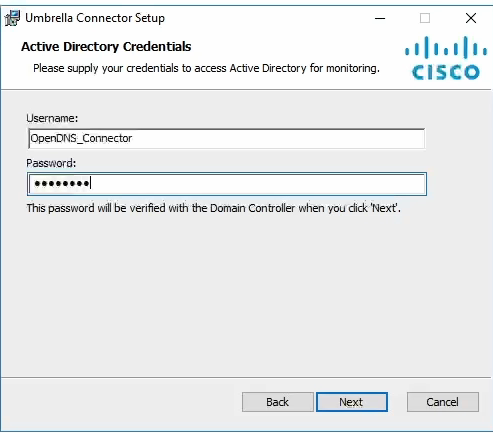 Umbrella Connector Setup
Active Directory Credentials
Please supply your credentials to access Active Directory for monitoring.
CISCO
Username:
OpenDNS_Connector
Password:
●●●●●●●●
This password will be verified with the Domain Controller when you click 'Next'.
Back Next Cancel